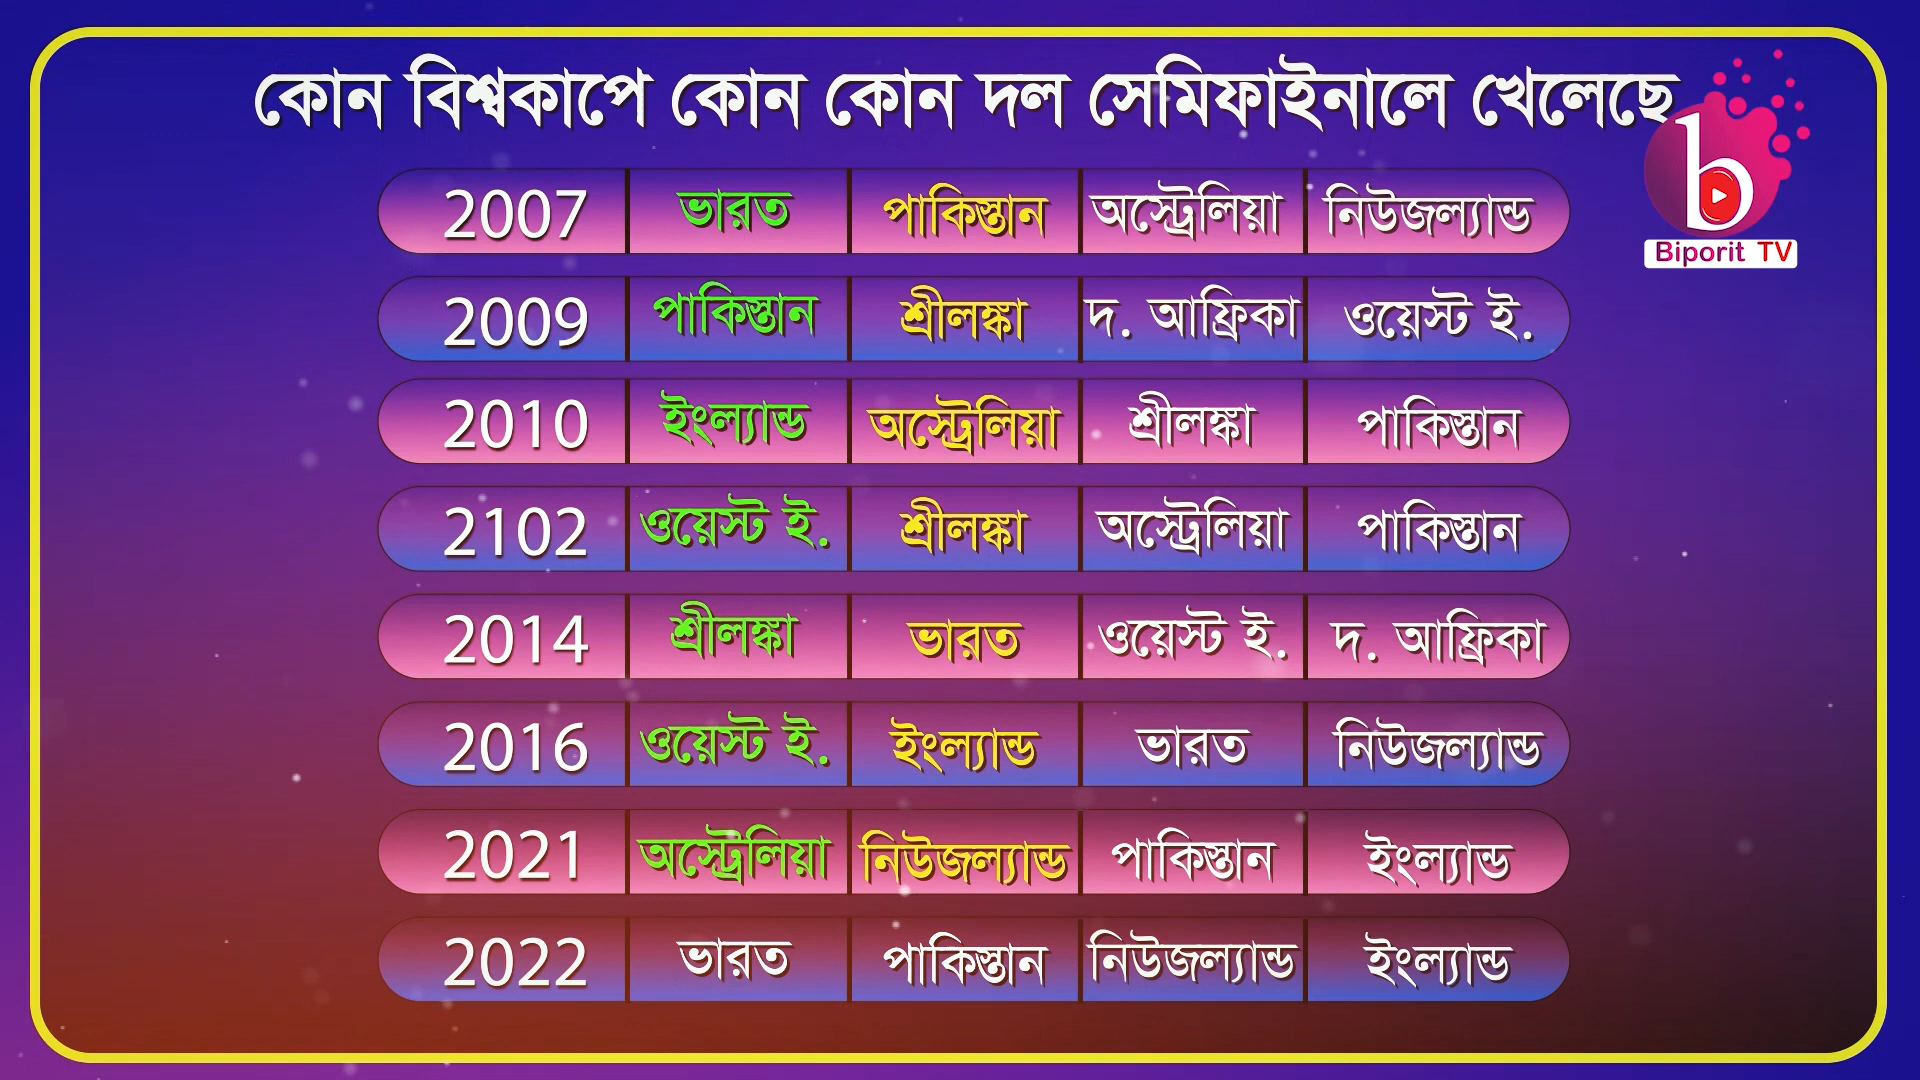 কোন বিশ্বকাপে কোন কোন দল সেমিফাইনালে খেলেছে
b
Biporit TV
2007 ভারত পাকিস্তান অস্ট্রেলিয়া নিউজল্যান্ড
2009 পাকিস্তান শ্রীলঙ্কা দ. আফ্রিকা ওয়েস্ট ই.
2010 ইংল্যান্ড অস্ট্রেলিয়া শ্রীলঙ্কা পাকিস্তান
2102 ওয়েস্ট ই. শ্রীলঙ্কা অস্ট্রেলিয়া পাকিস্তান
2014 শ্রীলঙ্কা ভারত ওয়েস্ট ই. দ. আফ্রিকা
2016 ওয়েস্ট ই. ইংল্যান্ড ভারত নিউজল্যান্ড
2021 অস্ট্রেলিয়া নিউজল্যান্ড পাকিস্তান ইংল্যান্ড
2022 ভারত পাকিস্তান নিউজল্যান্ড ইংল্যান্ড